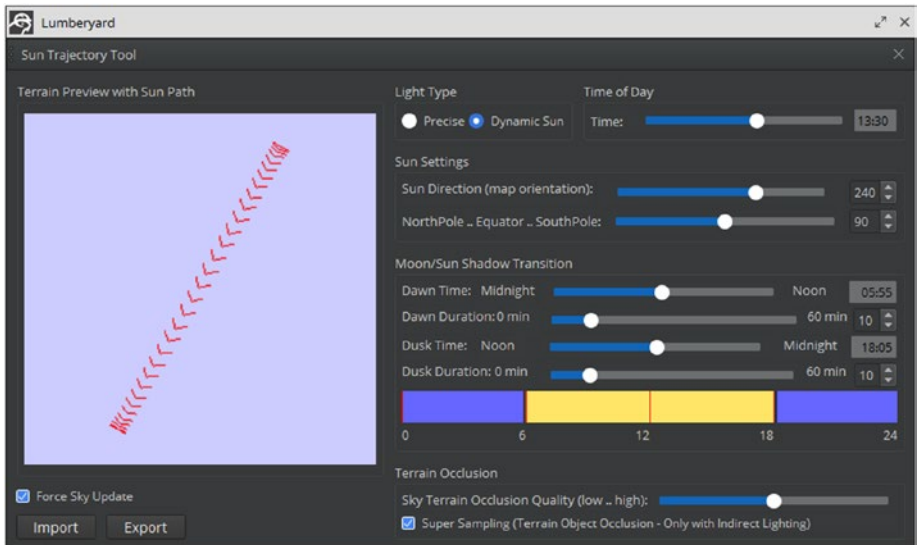 Lumberyard
Sun Trajectory Tool
Terrain Preview with Sun Path
Force Sky Update
Import Export
Light Type
Precise Dynamic Sun
Time of Day
Time: 13:30
Sun Settings
Sun Direction (map orientation): 240
NorthPole .. Equator .. SouthPole: 90
Moon/Sun Shadow Transition
Dawn Time: Midnight Noon 05:55
Dawn Duration: 0 min 60 min 10
Dusk Time: Noon Midnight 18:05
Dusk Duration: 0 min 60 min 10
0 6 12 18 24
Terrain Occlusion
Sky Terrain Occlusion Quality (low .. high):
Super Sampling (Terrain Object Occlusion - Only with Indirect Lighting)